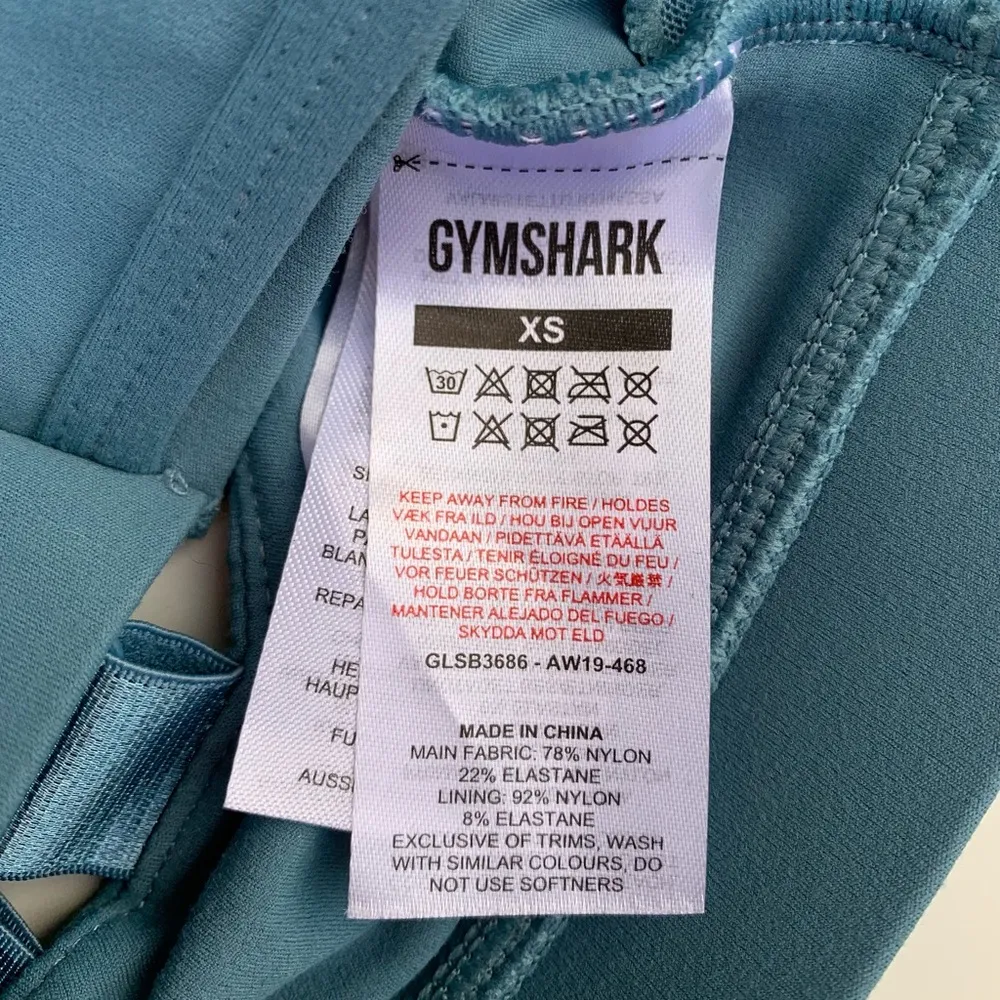 GYMSHARK
XS
30
KEEP AWAY FROM FIRE / HOLDES
VÆK FRA ILD / HOU BIJ OPEN VUUR
VANDAAN / PIDETTÄVÄ ETÄÄLLÄ
TULESTA / TENIR ÉLOIGNÉ DU FEU /
VOR FEUER SCHÜTZEN / 火気厳禁 /
HOLD BORTE FRA FLAMMER /
MANTENER ALEJADO DEL FUEGO /
SKYDDA MOT ELD
GLSB3686 - AW19-468
MADE IN CHINA
MAIN FABRIC: 78% NYLON
22% ELASTANE
LINING: 92% NYLON
8% ELASTANE
EXCLUSIVE OF TRIMS, WASH
WITH SIMILAR COLOURS, DO
NOT USE SOFTNERS